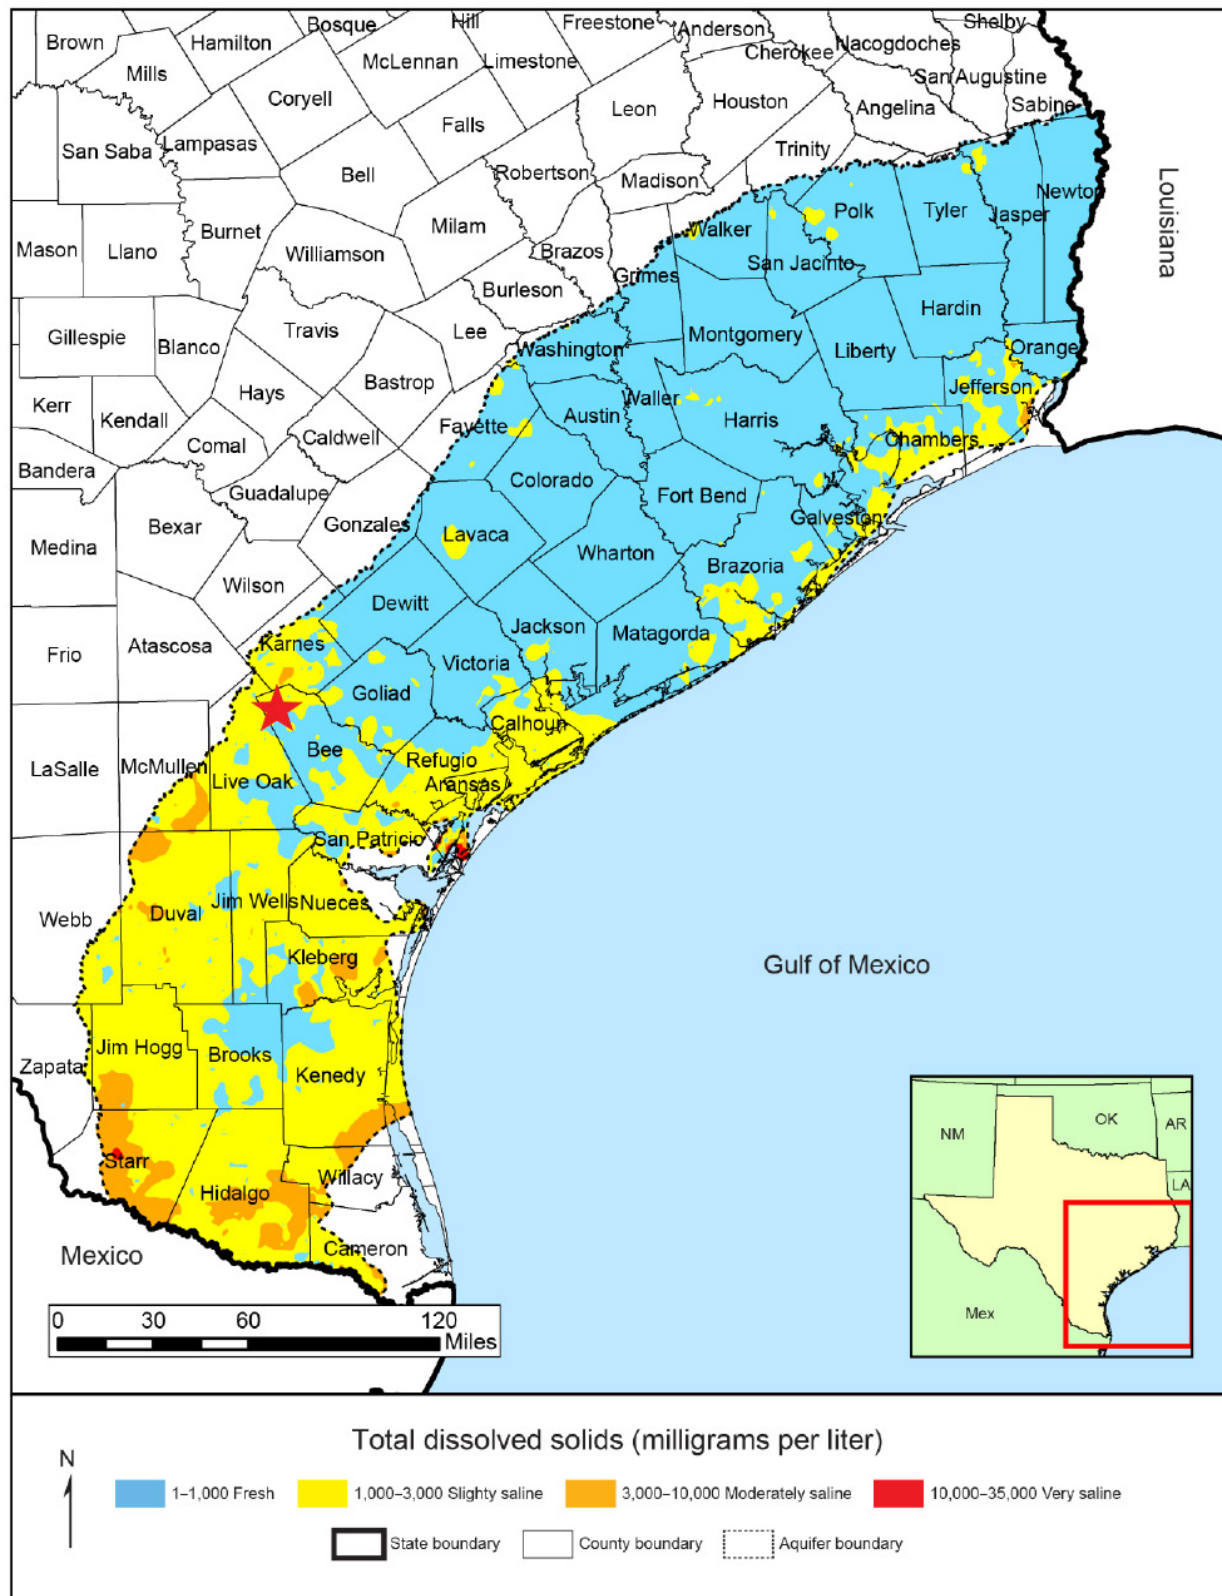 Bosque
Hill
Freestone
Shelby
Brown
Hamilton
Anderson
McLennan
Limestone
Cherokee
Nacogdoches
Mills
San Augustine
Coryell
Leon
Houston
Angelina
Sabine
Falls
San Saba
Lampasas
Trinity
Bell
Robertson
Madison
Louisiana
Newton
Polk
Tyler
Jasper
Burnet
Milam
Walker
Mason
Llano
Williamson
Brazos
San Jacinto
Grimes
Burleson
Hardin
Travis
Lee
Montgomery
Gillespie
Blanco
Washington
Liberty
Orange
Bastrop
Hays
Jefferson
Kerr
Waller
Kendall
Austin
Harris
Fayette
Comal
Caldwell
Chambers
Bandera
Colorado
Guadalupe
Fort Bend
Bexar
Gonzales
Galveston
Medina
Lavaca
Wharton
Brazoria
Wilson
Dewitt
Jackson
Matagorda
Karnes
Atascosa
Frio
Victoria
Goliad
Calhoun
Bee
Refugio
LaSalle
McMullen
Live Oak
Aransas
San Patricio
Webb
Duval
Jim Wells
Nueces
Kleberg
Gulf of Mexico
Jim Hogg
Brooks
Zapata
Kenedy
Starr
Willacy
Hidalgo
Cameron
Mexico
NM
OK
AR
LA
Mex
0 30 60 120
Miles
Total dissolved solids (milligrams per liter)
N
1–1,000 Fresh
1,000–3,000 Slighty saline
3,000–10,000 Moderately saline
10,000–35,000 Very saline
State boundary
County boundary
Aquifer boundary